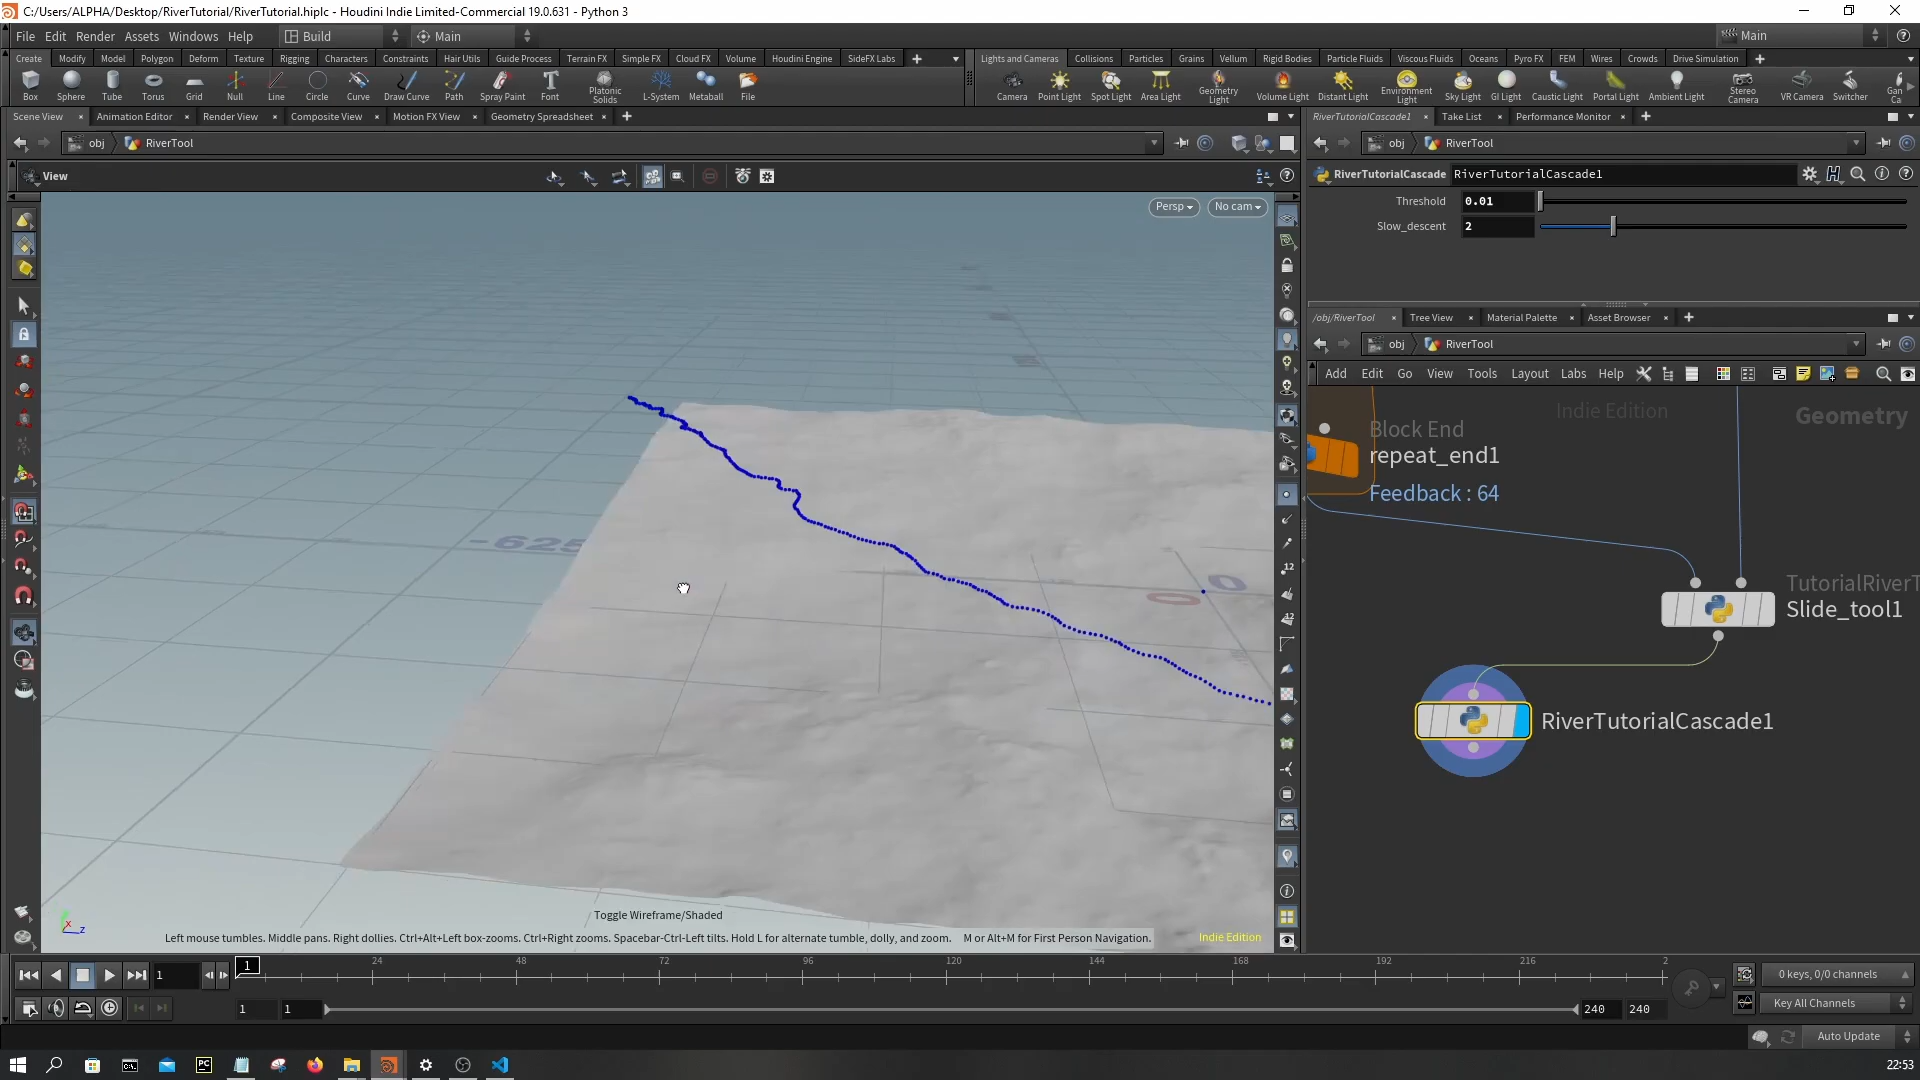 C:/Users/ALPHA/Desktop/RiverTutorial/RiverTutorial.hiplc - Houdini Indie Limited-Commercial 19.0.631 - Python 3
File Edit Render Assets Windows Help Build Main Main
Create Modify Model Polygon Deform Texture Rigging Characters Constraints Hair Utils Guide Process Terrain FX Simple FX Cloud FX Volume Houdini Engine SideFX Labs
Lights and Cameras Collisions Particles Grains Vellum Rigid Bodies Particle Fluids Viscous Fluids Oceans Pyro FX FEM Wires Crowds Drive Simulation
Box Sphere Tube Torus Grid Null Line Circle Curve Draw Curve Path Spray Paint Font Platonic Solids L-System Metaball File
Camera Point Light Spot Light Area Light Geometry Light Volume Light Distant Light Environment Light Sky Light GI Light Caustic Light Portal Light Ambient Light Stereo Camera VR Camera Switcher Gan Ca
Scene View Animation Editor Render View Composite View Motion FX View Geometry Spreadsheet
RiverTutorialCascade1 Take List Performance Monitor
obj RiverTool
obj RiverTool
View
RiverTutorialCascade RiverTutorialCascade1
Threshold 0.01
Slow_descent 2
Persp No cam
/obj/RiverTool Tree View Material Palette Asset Browser
obj RiverTool
Add Edit Go View Tools Layout Labs Help
Indie Edition Geometry
Block End
repeat_end1
Feedback : 64
-625
0 0
TutorialRiverT
Slide_tool1
RiverTutorialCascade1
12
12
Toggle Wireframe/Shaded
x z
Left mouse tumbles. Middle pans. Right dollies. Ctrl+Alt+Left box-zooms. Ctrl+Right zooms. Spacebar-Ctrl-Left tilts. Hold L for alternate tumble, dolly, and zoom. M or Alt+M for First Person Navigation.
Indie Edition
1 1 24 48 72 96 120 144 168 192 216 2
0 keys, 0/0 channels
1 1 240 240
Key All Channels
Auto Update
22:53